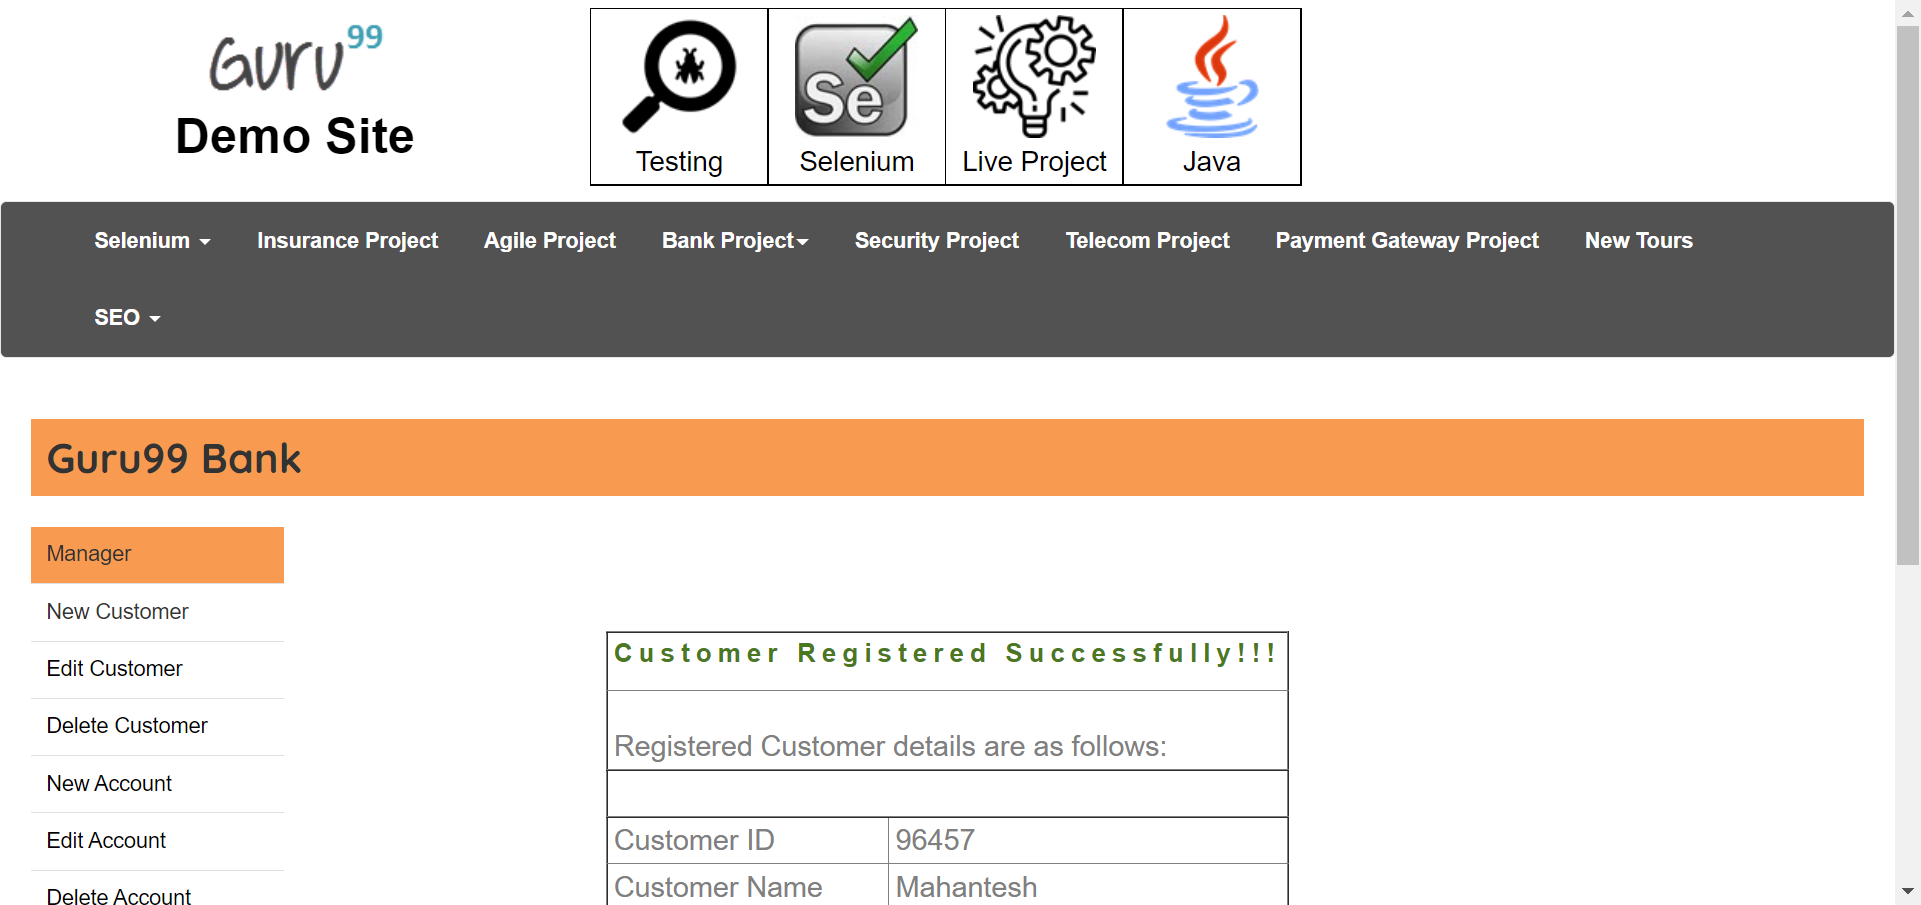 Guru99
Demo Site
Testing
Se
Selenium
Live Project
Java
Selenium
Insurance Project
Agile Project
Bank Project
Security Project
Telecom Project
Payment Gateway Project
New Tours
SEO
Guru99 Bank
Manager
New Customer
Edit Customer
Delete Customer
New Account
Edit Account
Delete Account
Customer Registered Successfully!!!
Registered Customer details are as follows:
Customer ID 96457
Customer Name Mahantesh